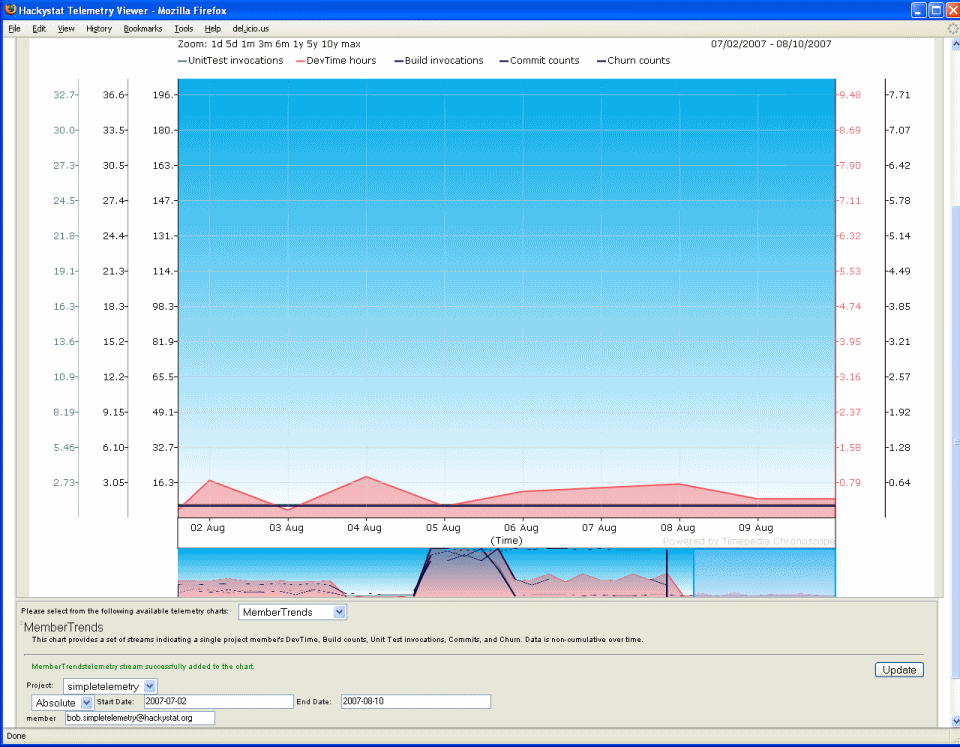 Hackystat Telemetry Viewer - Mozilla Firefox
File Edit View History Bookmarks Tools Help del.icio.us
Zoom: 1d 5d 1m 3m 6m 1y 5y 10y max 07/02/2007 - 08/10/2007
UnitTest invocations DevTime hours Build invocations Commit counts Churn counts
32.7 36.6 196. 9.48 7.71
30.0 33.5 180. 8.69 7.07
27.3 30.5 163. 7.90 6.42
24.5 27.4 147. 7.11 5.78
21.8 24.4 131. 6.32 5.14
19.1 21.3 114. 5.53 4.49
16.3 18.3 98.3 4.74 3.85
13.6 15.2 81.9 3.95 3.21
10.9 12.2 65.5 3.16 2.57
8.19 9.15 49.1 2.37 1.92
5.46 6.10 32.7 1.58 1.28
2.73 3.05 16.3 0.79 0.64
02 Aug 03 Aug 04 Aug 05 Aug 06 Aug 07 Aug 08 Aug 09 Aug
(Time)
Powered by Timepedia Chronoscope
Please select from the following available telemetry charts: MemberTrends
MemberTrends
This chart provides a set of streams indicating a single project member's DevTime, Build counts, Unit Test invocations, Commits, and Churn. Data is non-cumulative over time.
MemberTrendstelemetry stream successfully added to the chart.
Update
Project: simpletelemetry
Absolute Start Date: 2007-07-02 End Date: 2007-08-10
member bob.simpletelemetry@hackystat.org
Done